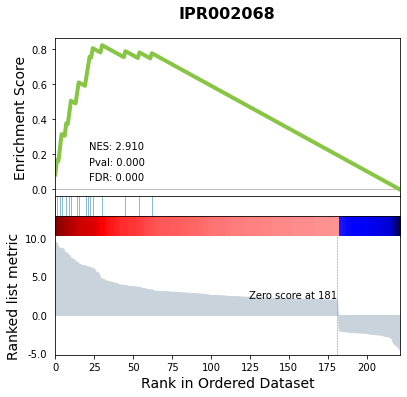 IPR002068
Enrichment Score
0.8
0.6
0.4
0.2
0.0
NES: 2.910
Pval: 0.000
FDR: 0.000
Ranked list metric
10.0
5.0
0.0
-5.0
Zero score at 181
0 25 50 75 100 125 150 175 200
Rank in Ordered Dataset